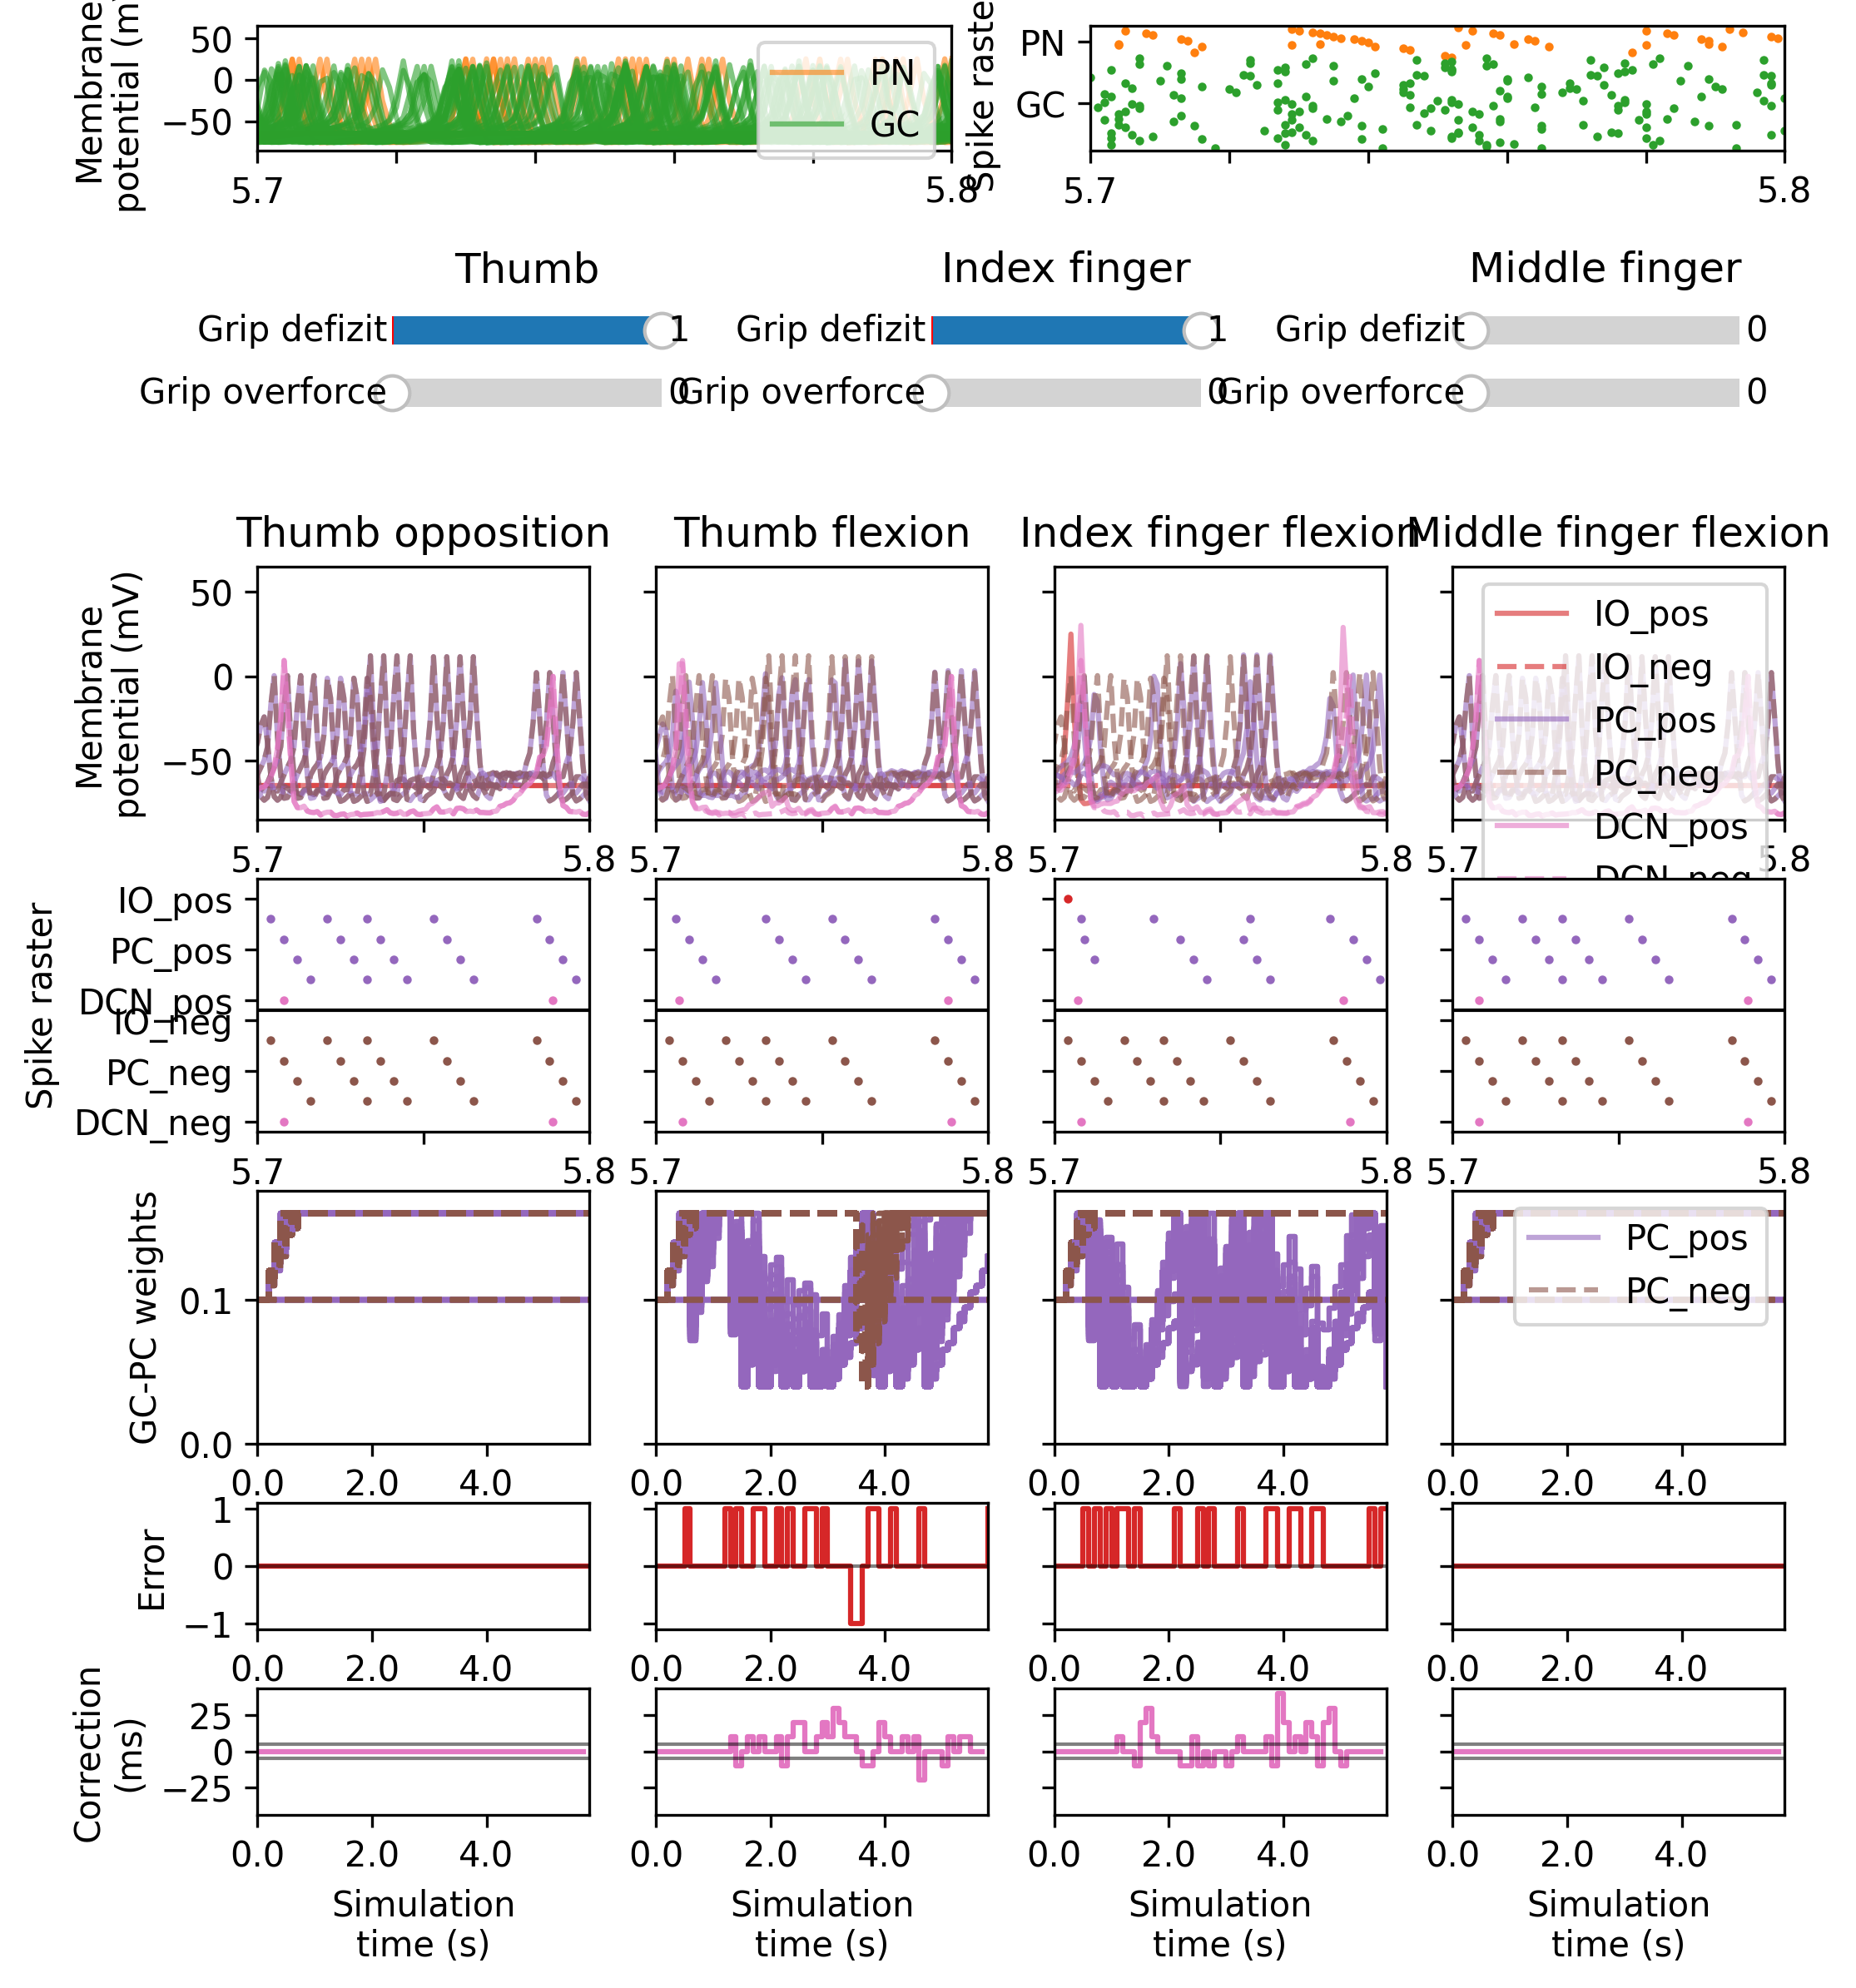 Membrane
potential (m
50
0
−50
PN
GC
5.7
5.8
Spike raste
PN
GC
5.7
5.8
Thumb
Index finger
Middle finger
Grip defizit
1
Grip defizit
1
Grip defizit
0
Grip overforce
0
Grip overforce
0
Grip overforce
0
Thumb opposition
Thumb flexion
Index finger flexion
Middle finger flexion
Membrane
potential (mV)
50
0
−50
IO_pos
IO_neg
PC_pos
PC_neg
DCN_pos
DCN_neg
5.7
5.8
5.7
5.8
5.7
5.8
5.7
5.8
Spike raster
IO_pos
PC_pos
DCN_pos
IO_neg
PC_neg
DCN_neg
5.7
5.8
5.7
5.8
5.7
5.8
5.7
5.8
GC-PC weights
0.1
0.0
PC_pos
PC_neg
0.0
2.0
4.0
0.0
2.0
4.0
0.0
2.0
4.0
0.0
2.0
4.0
Error
1
0
−1
0.0
2.0
4.0
0.0
2.0
4.0
0.0
2.0
4.0
0.0
2.0
4.0
Correction
(ms)
25
0
−25
0.0
2.0
4.0
0.0
2.0
4.0
0.0
2.0
4.0
0.0
2.0
4.0
Simulation
time (s)
Simulation
time (s)
Simulation
time (s)
Simulation
time (s)